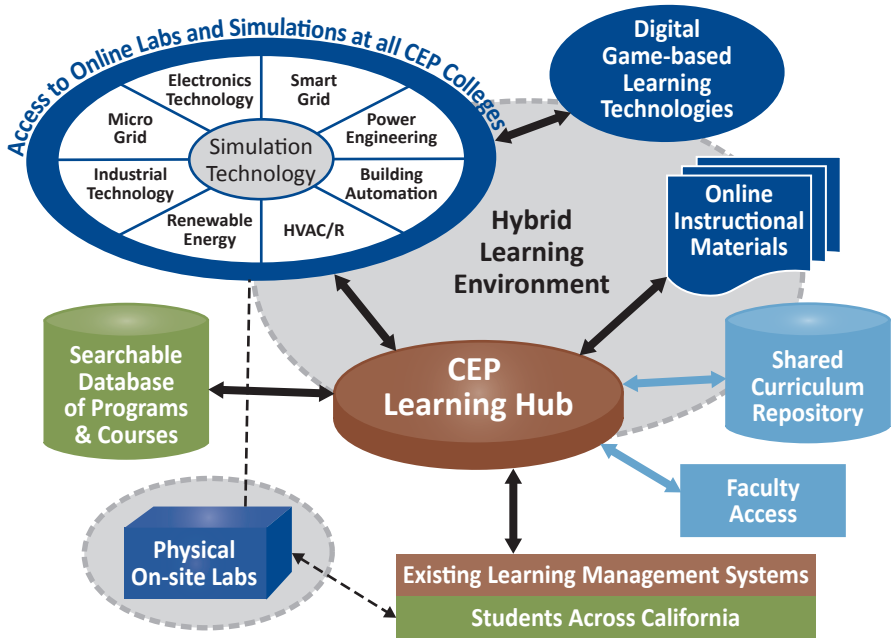 Access to Online Labs and Simulations at all CEP Colleges
Electronics
Technology
Smart
Grid
Micro
Grid
Power
Engineering
Simulation
Technology
Industrial
Technology
Building
Automation
Renewable
Energy
HVAC/R
Digital
Game-based
Learning
Technologies
Online
Instructional
Materials
Hybrid
Learning
Environment
Searchable
Database
of Programs
& Courses
CEP
Learning Hub
Shared
Curriculum
Repository
Faculty
Access
Physical
On-site Labs
Existing Learning Management Systems
Students Across California